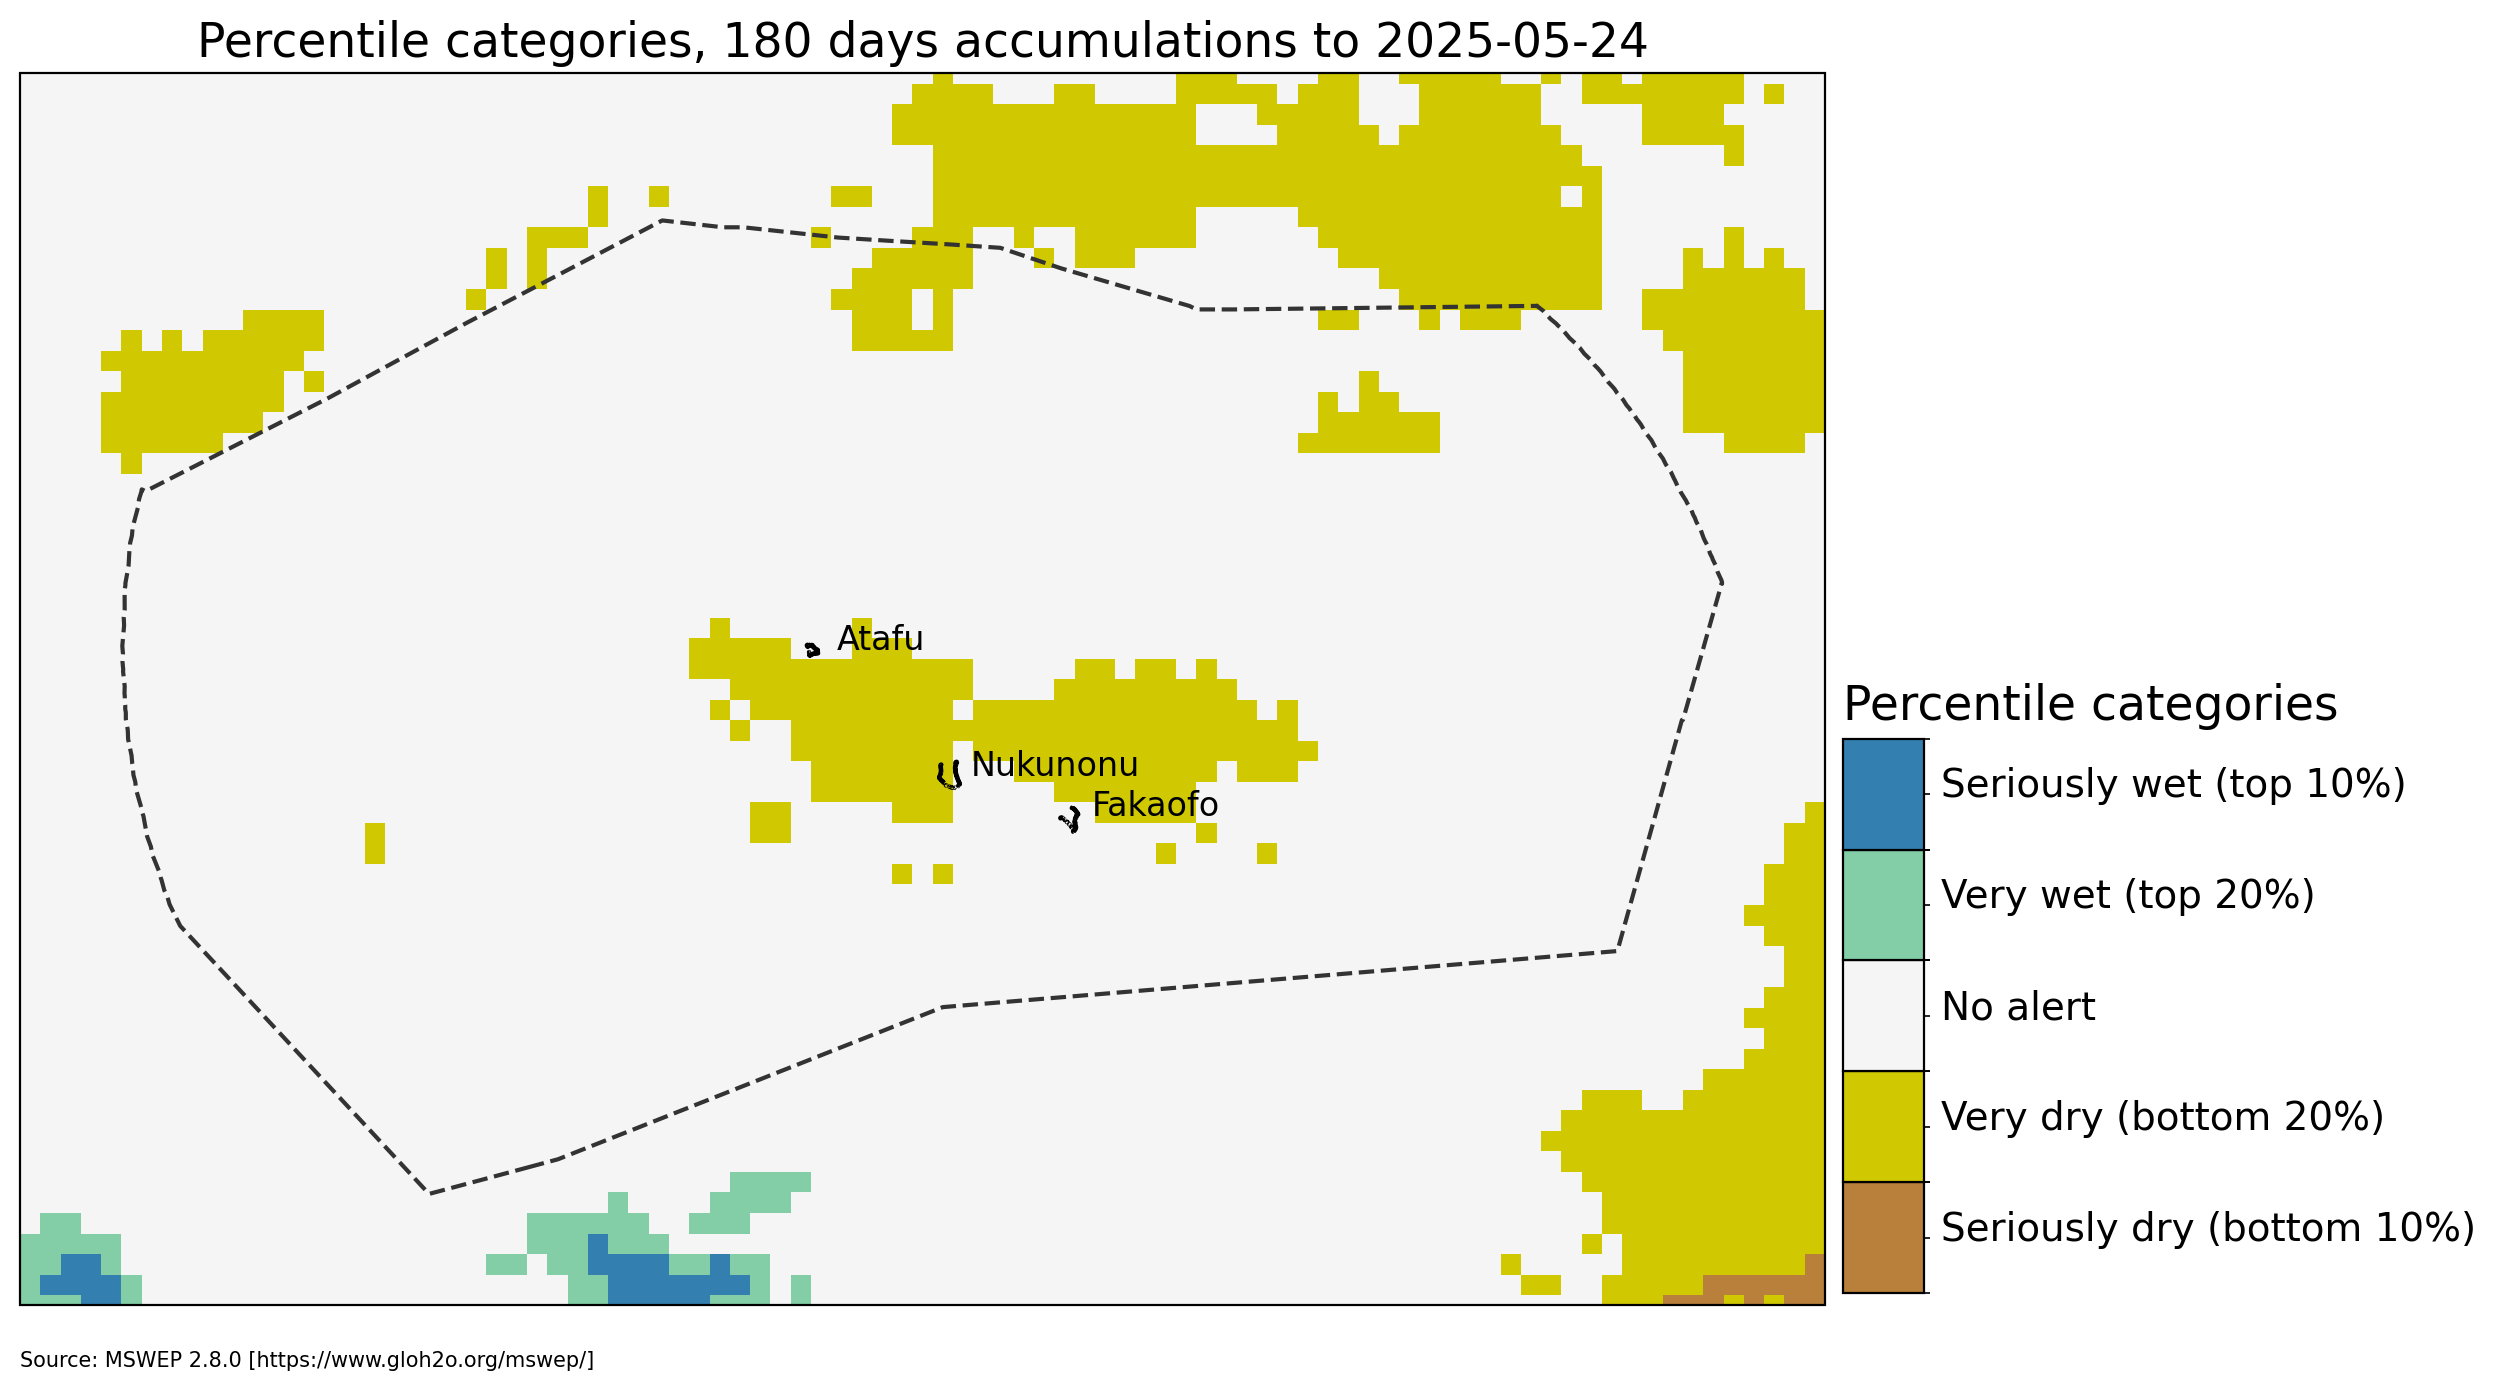 Percentile categories, 180 days accumulations to 2025-05-24
Atafu
Nukunonu
Fakaofo
Percentile categories
Seriously wet (top 10%)
Very wet (top 20%)
No alert
Very dry (bottom 20%)
Seriously dry (bottom 10%)
Source: MSWEP 2.8.0 [https://www.gloh2o.org/mswep/]